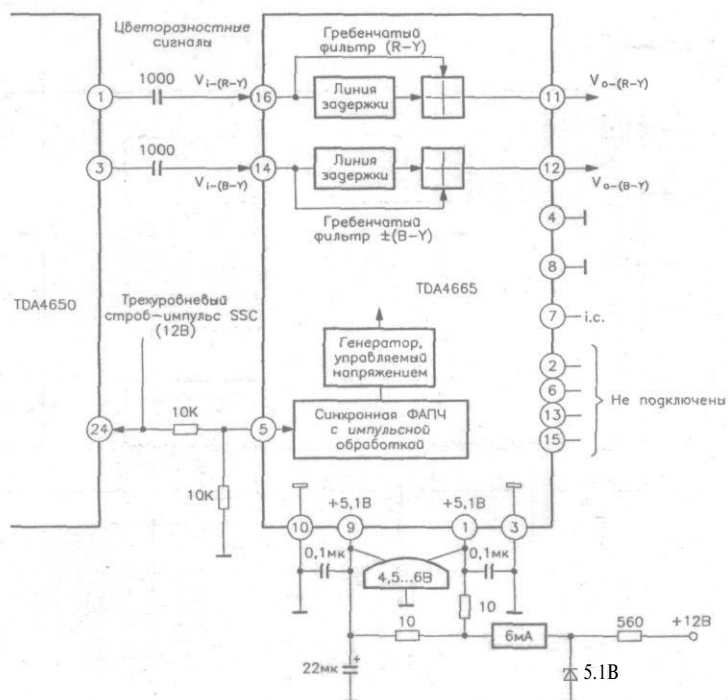 Цветоразностные
сигналы
Гребенчатый
фильтр (R–Y)
1000
Vi–(R–Y)
1
16
Линия
задержки
11
Vo–(R–Y)
1000
Vi–(B–Y)
3
14
Линия
задержки
12
Vo–(B–Y)
Гребенчатый
фильтр ±(B–Y)
4
8
TDA4650
Трехуровневый
строб–импульс SSC
(12В)
TDA4665
7
i.c.
Генератор,
управляемый
напряжением
2
6
13
15
Не подключены
24
10К
5
Синхронная ФАПЧ
с импульсной
обработкой
10К
+5,1В
+5,1В
10
9
1
3
0,1мк
4,5...6В
0,1мк
10
10
6мА
560
+12В
22мк
+
5.1В